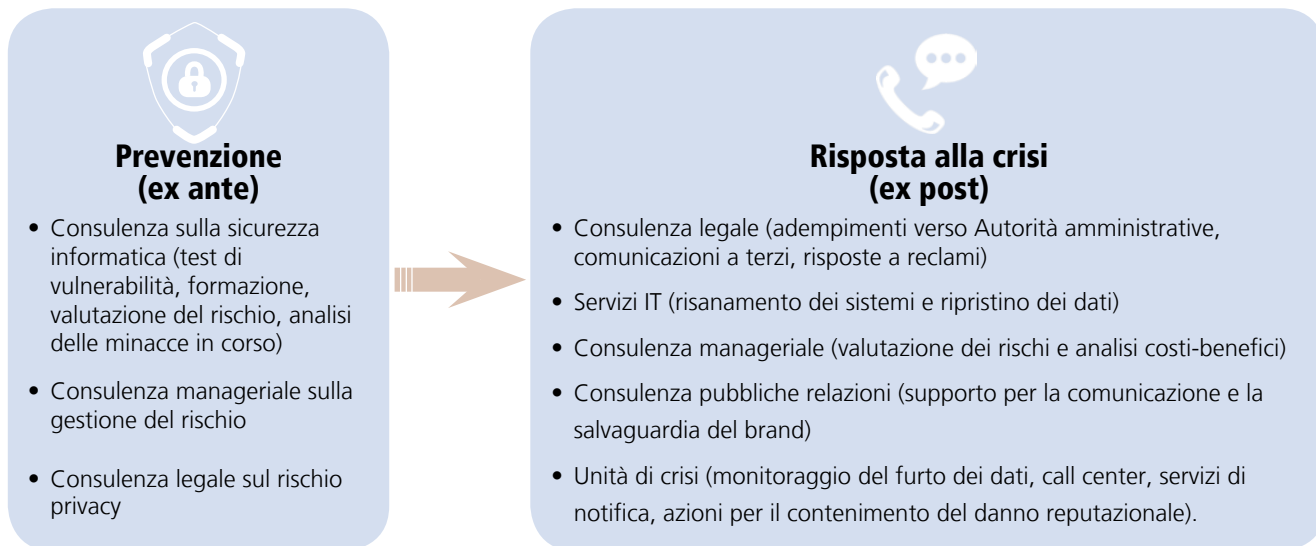 Prevenzione
(ex ante)
• Consulenza sulla sicurezza
informatica (test di
vulnerabilità, formazione,
valutazione del rischio, analisi
delle minacce in corso)
• Consulenza manageriale sulla
gestione del rischio
• Consulenza legale sul rischio
privacy
Risposta alla crisi
(ex post)
• Consulenza legale (adempimenti verso Autorità amministrative,
comunicazioni a terzi, risposte a reclami)
• Servizi IT (risanamento dei sistemi e ripristino dei dati)
• Consulenza manageriale (valutazione dei rischi e analisi costi-benefici)
• Consulenza pubbliche relazioni (supporto per la comunicazione e la
salvaguardia del brand)
• Unità di crisi (monitoraggio del furto dei dati, call center, servizi di
notifica, azioni per il contenimento del danno reputazionale).